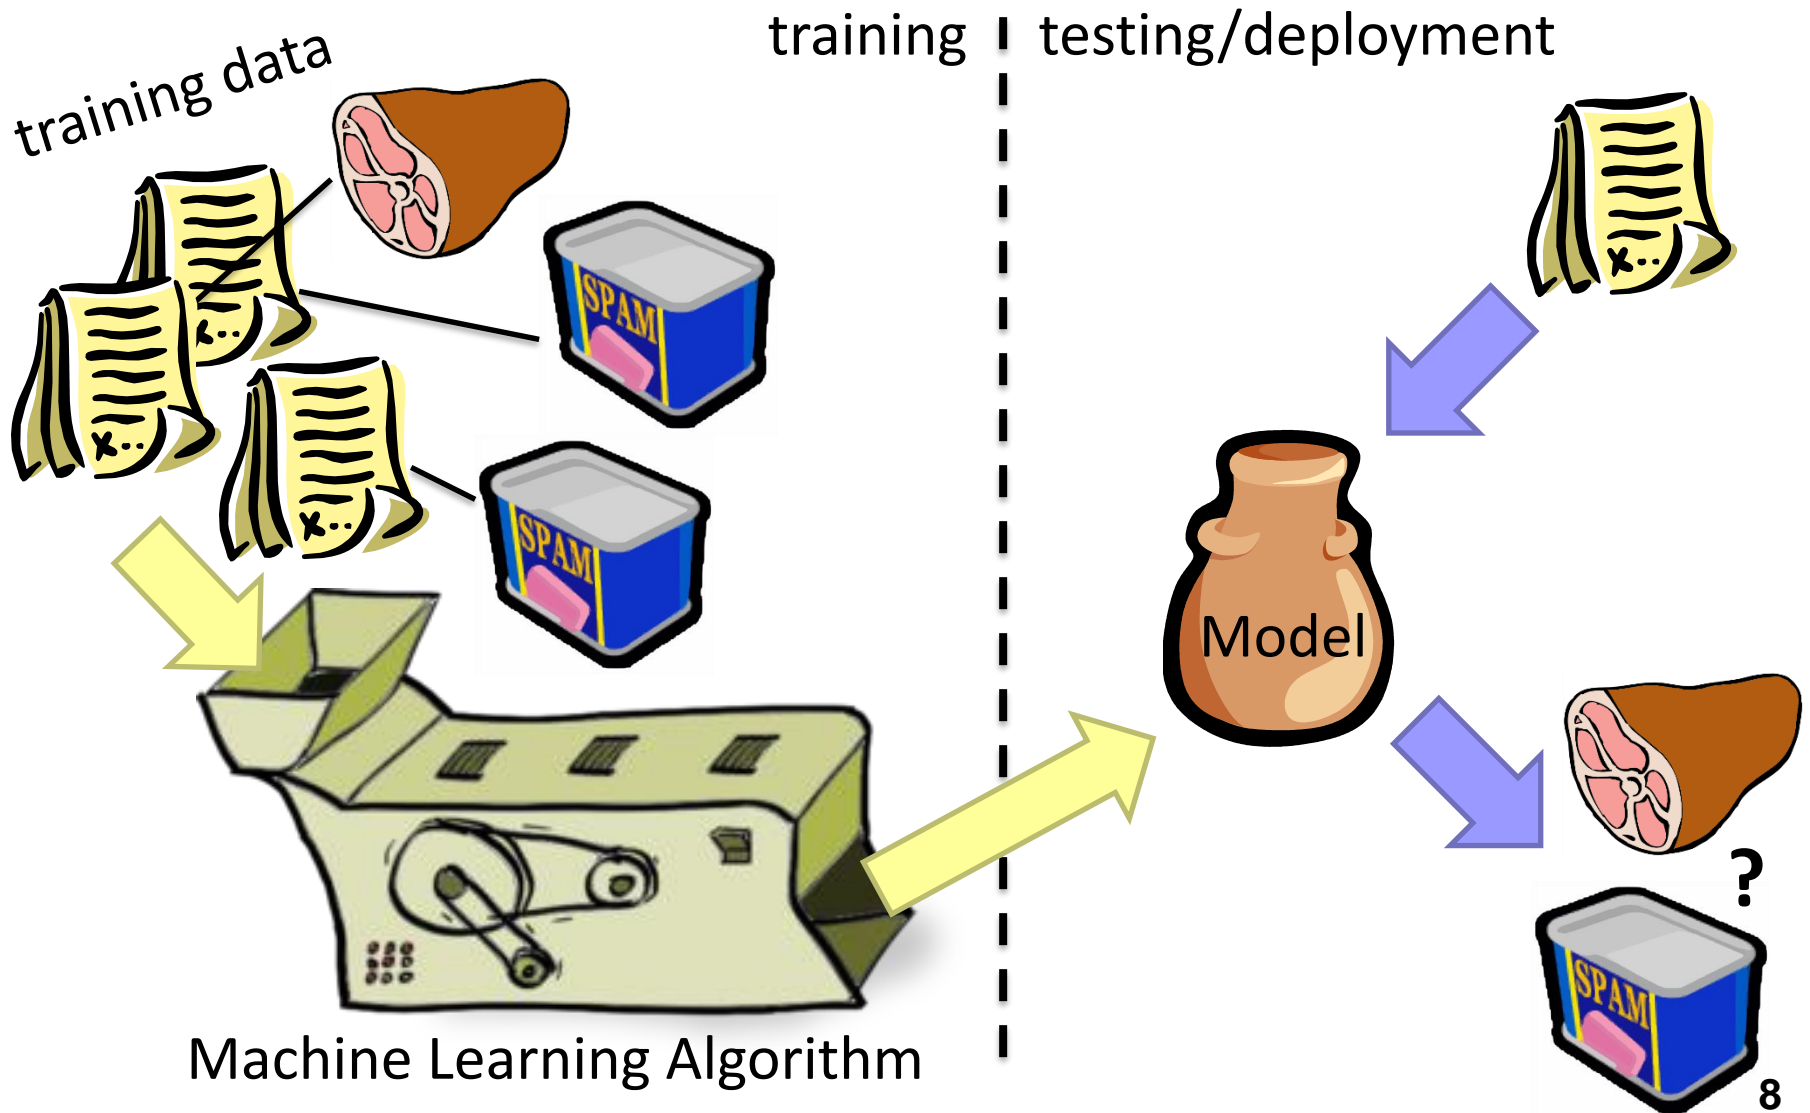 training
testing/deployment
training data
SPAM
SPAM
Model
Machine Learning Algorithm
?
SPAM
8